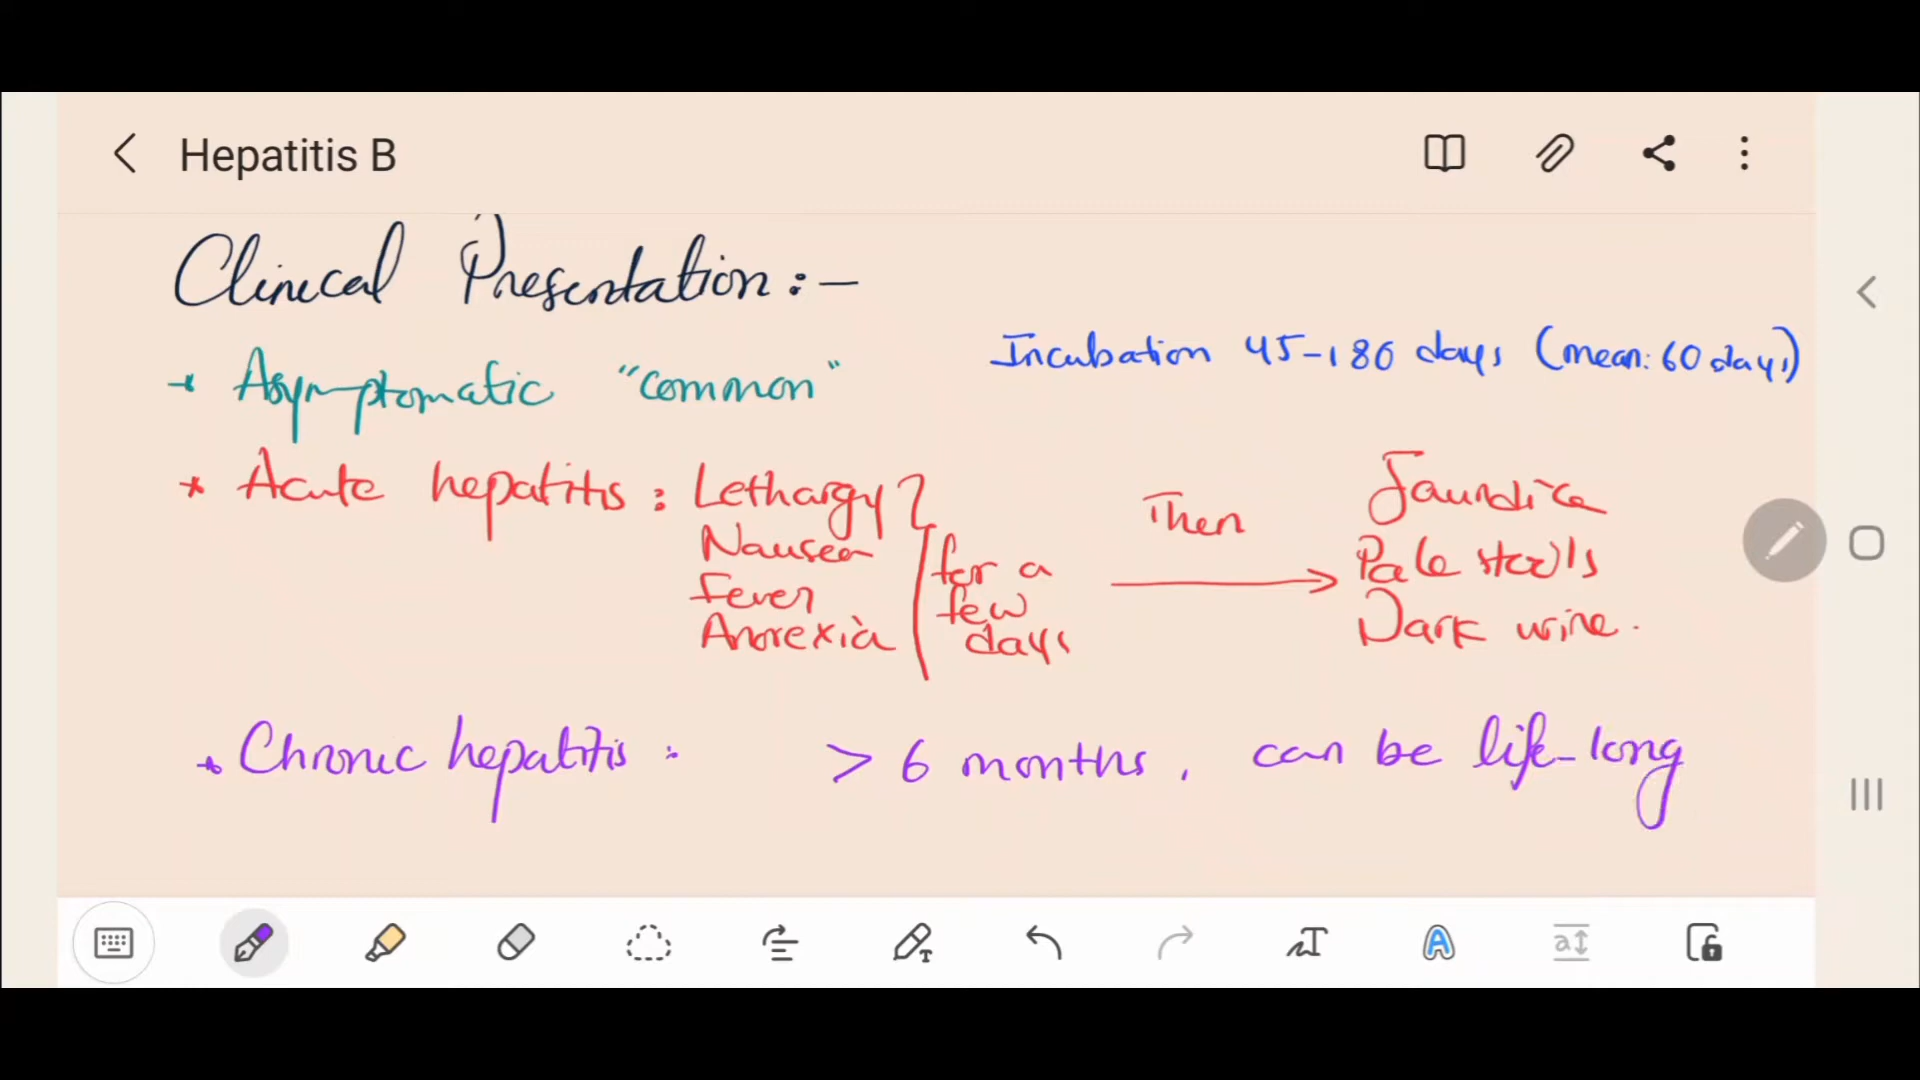 Hepatitis B
Clinical Presentation :-
Incubation 45-180 days (mean: 60 days)
* Asymptomatic "common"
* Acute hepatitis : Lethargy
Nausea
Fever
Anorexia
for a
few
days
Then
Jaundice
Pale stools
Dark urine.
* Chronic hepatitis : > 6 months, can be life-long